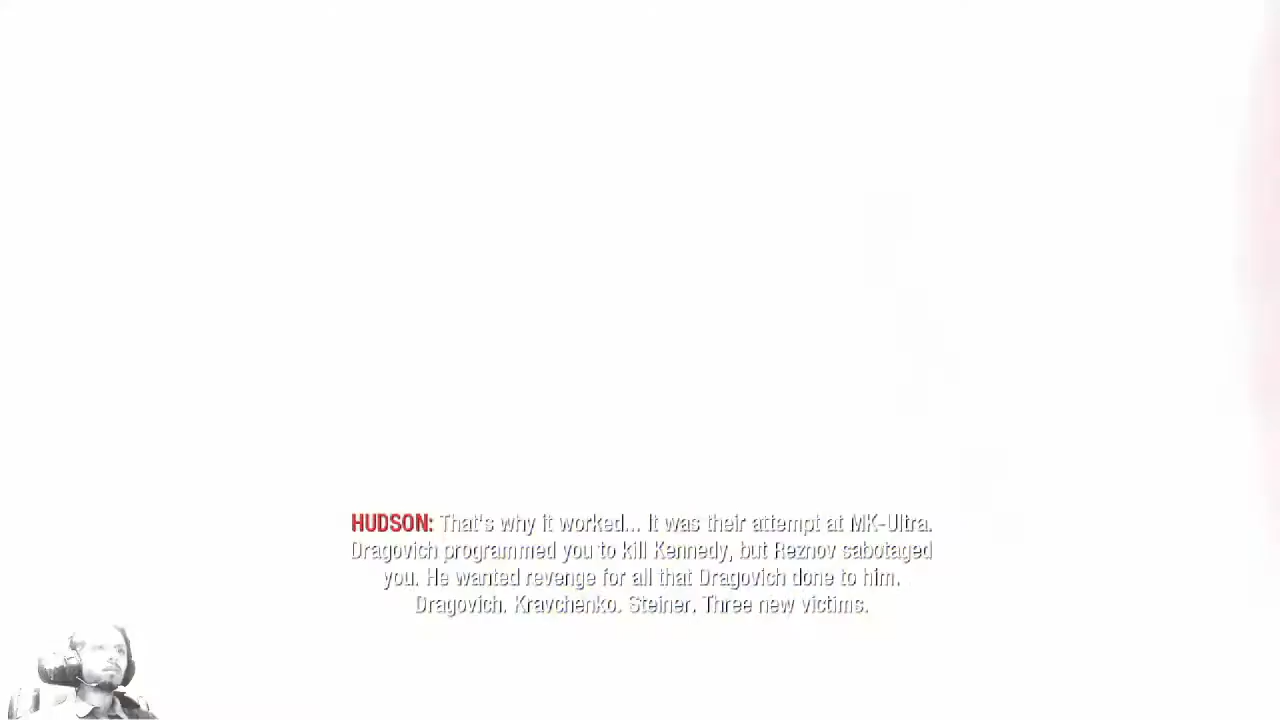 HUDSON: That's why it worked... It was their attempt at MK-Ultra.
Dragovich programmed you to kill Kennedy, but Reznov sabotaged
you. He wanted revenge for all that Dragovich done to him.
Dragovich. Kravchenko. Steiner. Three new victims.